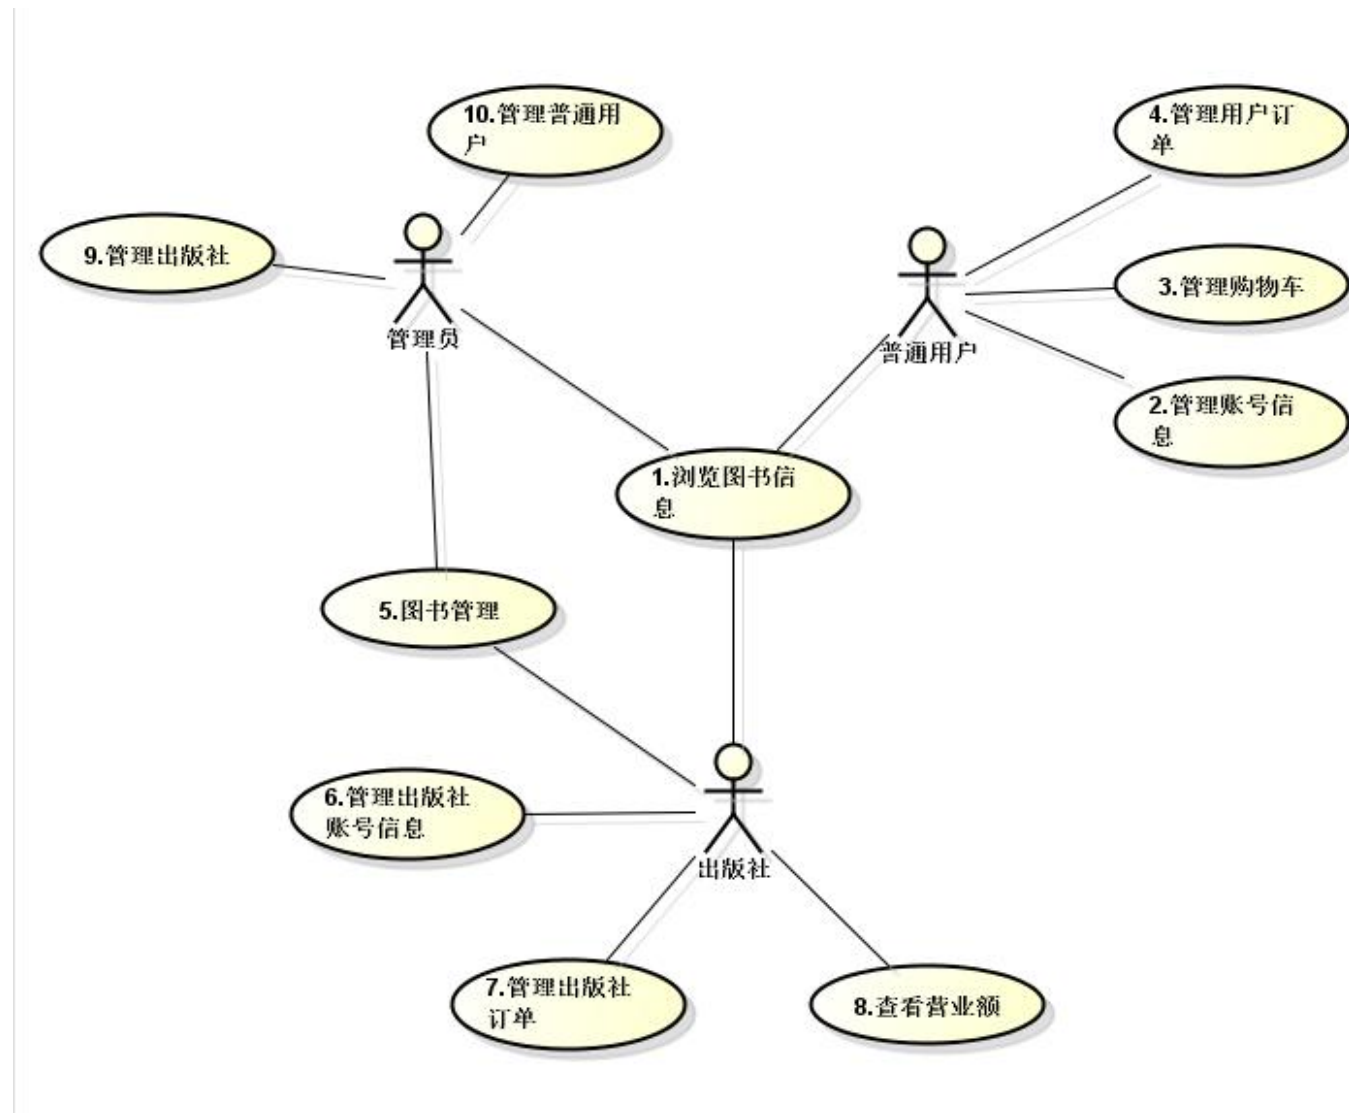 10.管理普通用
户
4.管理用户订
单
9.管理出版社
3.管理购物车
管理员
普通用户
2.管理账号信
息
1.浏览图书信
息
5.图书管理
6.管理出版社
账号信息
出版社
7.管理出版社
订单
8.查看营业额